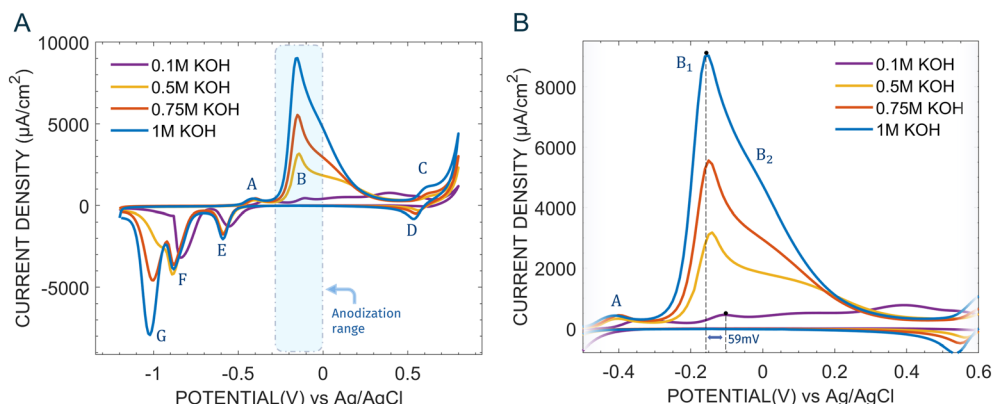 A
CURRENT DENSITY (µA/cm²)
10000
5000
0
-5000
0.1M KOH
0.5M KOH
0.75M KOH
1M KOH
A
B
C
D
E
F
G
Anodization
range
-1
-0.5
0
0.5
POTENTIAL(V) vs Ag/AgCl
B
CURRENT DENSITY (µA/cm²)
8000
6000
4000
2000
0
B₁
B₂
A
0.1M KOH
0.5M KOH
0.75M KOH
1M KOH
59mV
-0.4
-0.2
0
0.2
0.4
0.6
POTENTIAL(V) vs Ag/AgCl